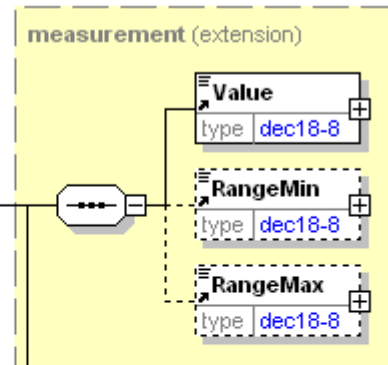 measurement (extension)
Value
type dec18-8
RangeMin
type dec18-8
RangeMax
type dec18-8